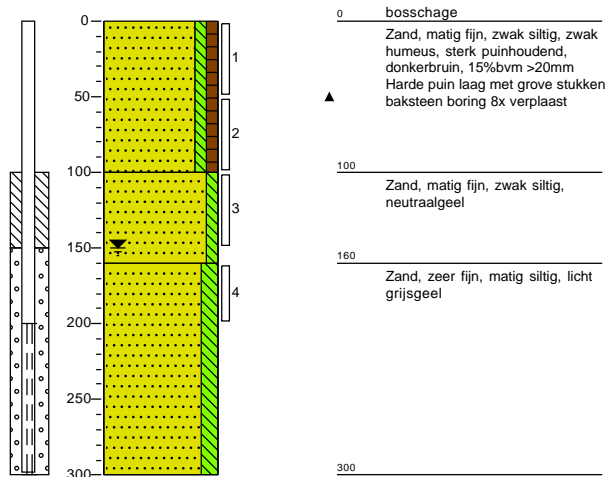 0
50
100
150
200
250
300
1
2
3
4
0 bosschage
Zand, matig fijn, zwak siltig, zwak
humeus, sterk puinhoudend,
donkerbruin, 15%bvm >20mm
Harde puin laag met grove stukken
baksteen boring 8x verplaast
100
Zand, matig fijn, zwak siltig,
neutraalgeel
160
Zand, zeer fijn, matig siltig, licht
grijsgeel
300